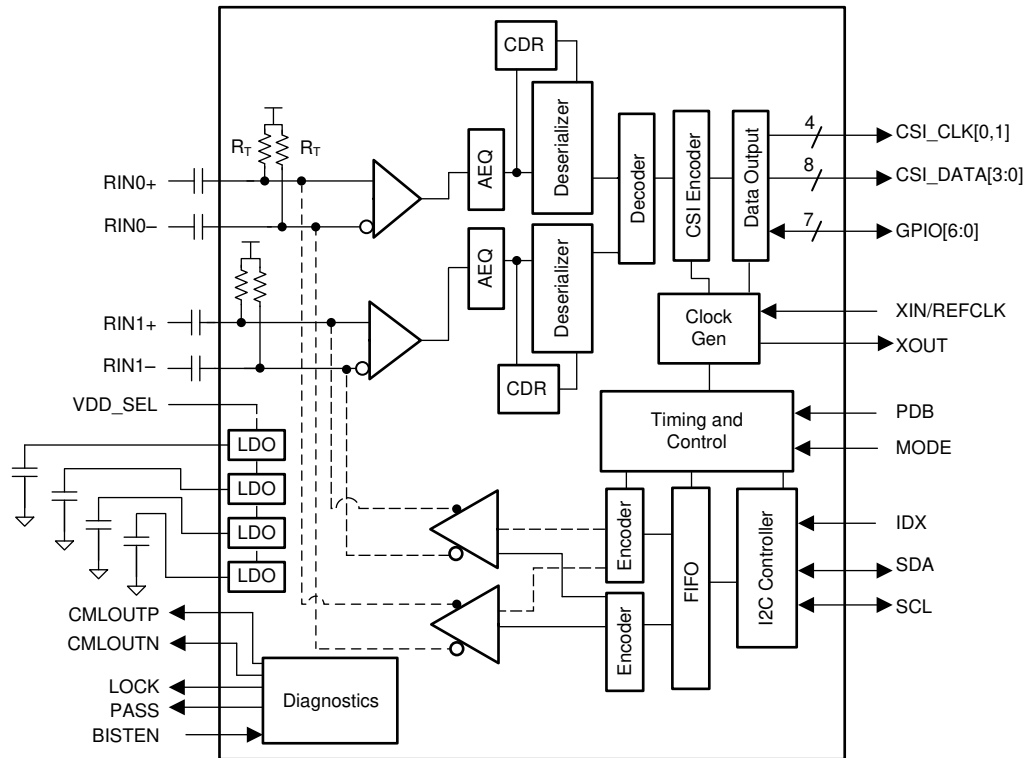 CDR
R_T
R_T
RIN0+
RIN0−
AEQ
Deserializer
Decoder
CSI Encoder
Data Output
4
CSI_CLK[0,1]
8
CSI_DATA[3:0]
7
GPIO[6:0]
RIN1+
RIN1−
AEQ
Deserializer
CDR
Clock
Gen
XIN/REFCLK
XOUT
VDD_SEL
LDO
LDO
LDO
LDO
Timing and
Control
PDB
MODE
Encoder
Encoder
FIFO
I2C Controller
IDX
SDA
SCL
CMLOUTP
CMLOUTN
LOCK
PASS
BISTEN
Diagnostics